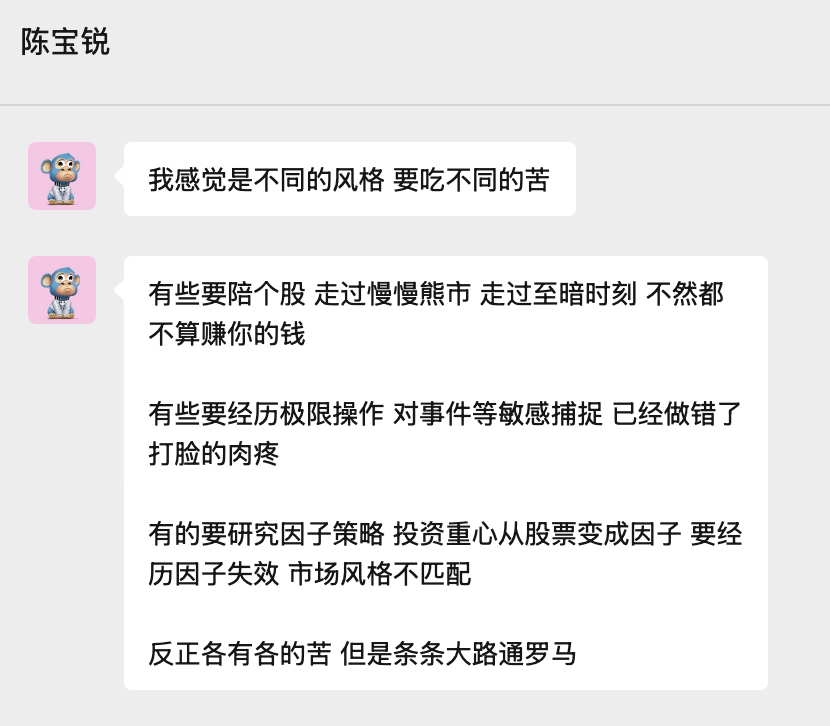 陈宝锐
我感觉是不同的风格 要吃不同的苦
有些要陪个股 走过慢慢熊市 走过至暗时刻 不然都
不算赚你的钱
有些要经历极限操作 对事件等敏感捕捉 已经做错了
打脸的肉疼
有的要研究因子策略 投资重心从股票变成因子 要经
历因子失效 市场风格不匹配
反正各有各的苦 但是条条大路通罗马